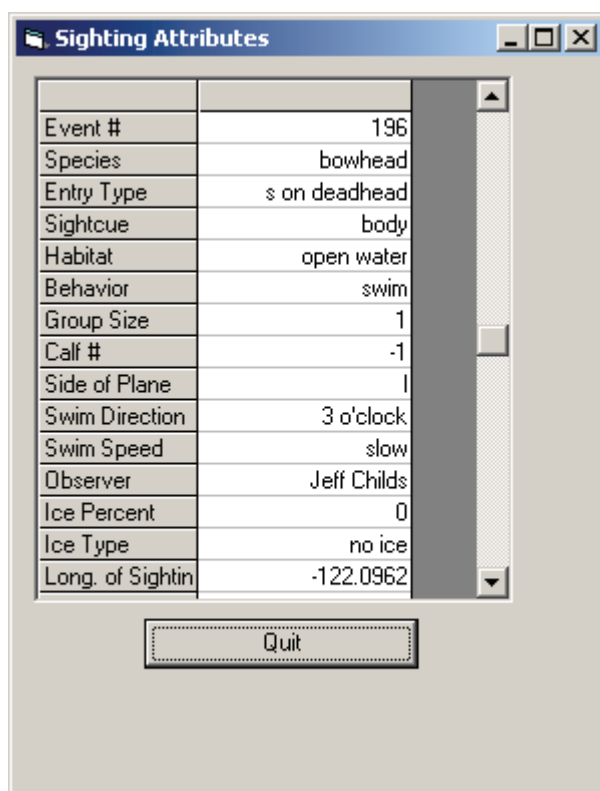 Sighting Attributes
Event # 196
Species bowhead
Entry Type s on deadhead
Sightcue body
Habitat open water
Behavior swim
Group Size 1
Calf # -1
Side of Plane l
Swim Direction 3 o'clock
Swim Speed slow
Observer Jeff Childs
Ice Percent 0
Ice Type no ice
Long. of Sightin -122.0962
Quit